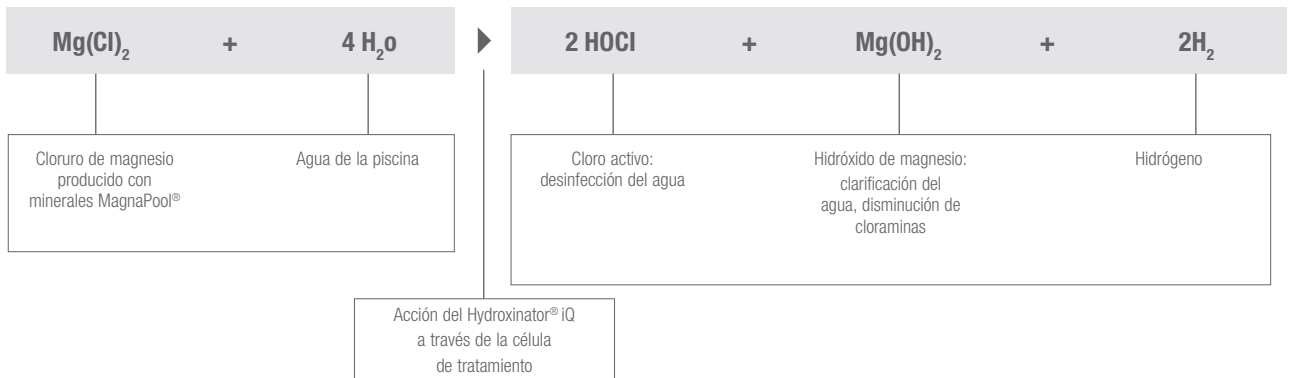 Mg(Cl)₂ + 4 H₂o ▶ 2 HOCl + Mg(OH)₂ + 2H₂
Cloruro de magnesio
producido con
minerales MagnaPool®
Agua de la piscina
Cloro activo:
desinfección del agua
Hidróxido de magnesio:
clarificación del
agua, disminución de
cloraminas
Hidrógeno
Acción del Hydroxinator® iQ
a través de la célula
de tratamiento